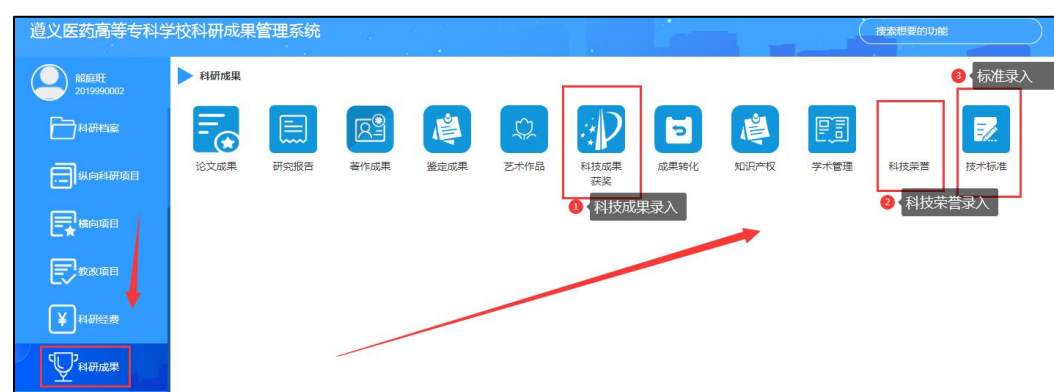 遵义医药高等专科学校科研成果管理系统
搜索想要的功能
熊庭旺
2019990002
科研成果
3 标准录入
科研档案
论文成果 研究报告 著作成果 鉴定成果 艺术作品 科技成果获奖 成果转化 知识产权 学术管理 科技荣誉 技术标准
纵向科研项目
1 科技成果录入
2 科技荣誉录入
横向项目
教改项目
¥ 科研经费
科研成果